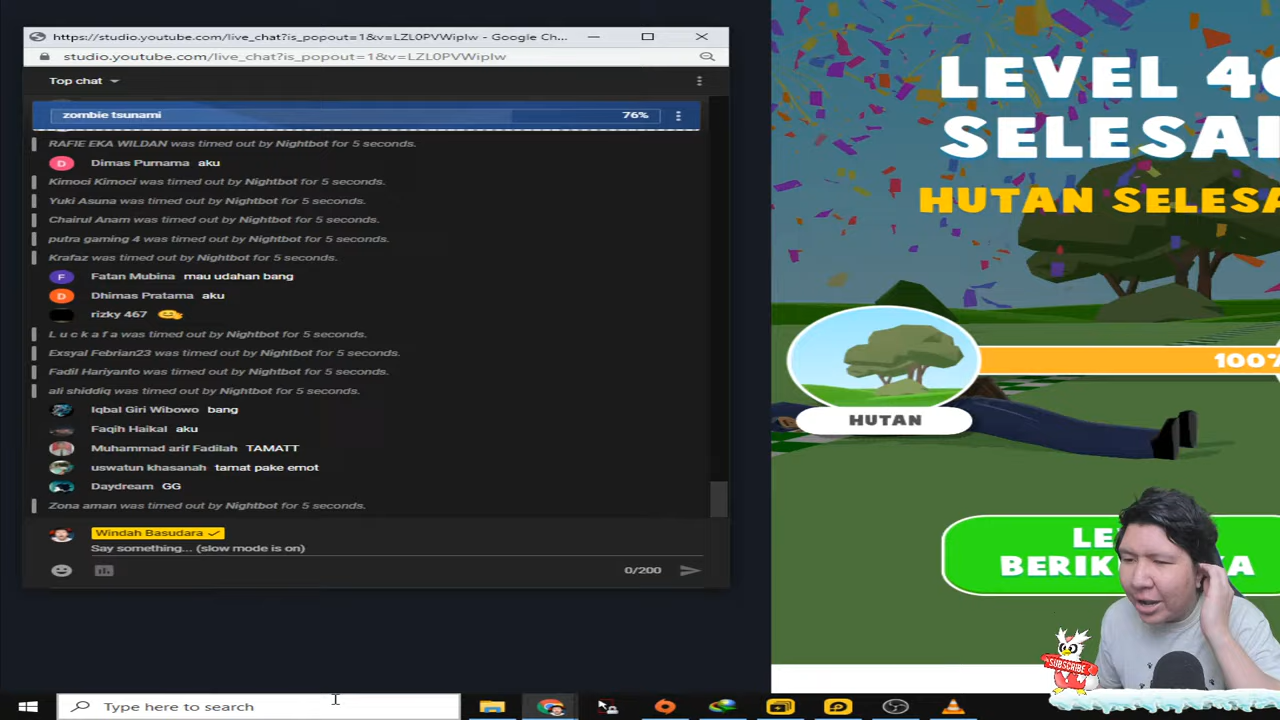 https://studio.youtube.com/live_chat?is_popout=1&v=LZL0PVWipIw - Google Ch...
studio.youtube.com/live_chat?is_popout=1&v=LZL0PVWipIw
Top chat
zombie tsunami 76%
RAFIE EKA WILDAN was timed out by Nightbot for 5 seconds.
D Dimas Purnama aku
Kimoci Kimoci was timed out by Nightbot for 5 seconds.
Yuki Asuna was timed out by Nightbot for 5 seconds.
Chairul Anam was timed out by Nightbot for 5 seconds.
putra gaming 4 was timed out by Nightbot for 5 seconds.
Krafaz was timed out by Nightbot for 5 seconds.
F Fatan Mubina mau udahan bang
D Dhimas Pratama aku
rizky 467
L u c k a f a was timed out by Nightbot for 5 seconds.
Exsyal Febrian23 was timed out by Nightbot for 5 seconds.
Fadil Hariyanto was timed out by Nightbot for 5 seconds.
ali shiddiq was timed out by Nightbot for 5 seconds.
Iqbal Giri Wibowo bang
Faqih Haikal aku
Muhammad arif Fadilah TAMATT
uswatun khasanah tamat pake emot
Daydream GG
Zona aman was timed out by Nightbot for 5 seconds.
Windah Basudara
Say something... (slow mode is on)
0/200
LEVEL 40
SELESAI
HUTAN SELESA
100%
HUTAN
LE
BERIK KA
SUBSCRIBE
Type here to search